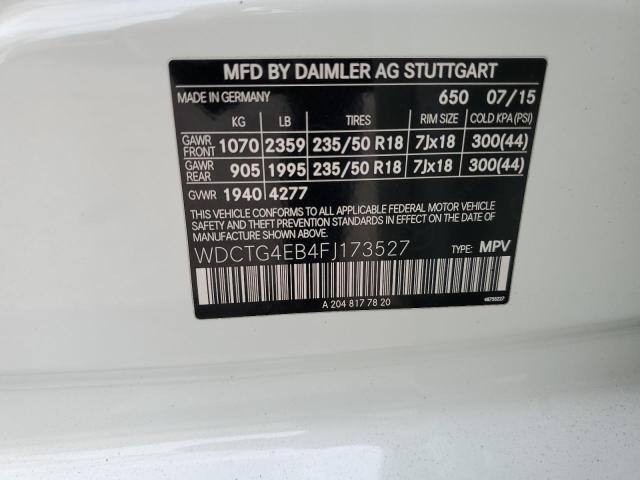 MFD BY DAIMLER AG STUTTGART
MADE IN GERMANY 650 07/15
KG LB TIRES RIM SIZE COLD KPA (PSI)
GAWR FRONT 1070 2359 235/50 R18 7Jx18 300(44)
GAWR REAR 905 1995 235/50 R18 7Jx18 300(44)
GVWR 1940 4277
THIS VEHICLE CONFORMS TO ALL APPLICABLE FEDERAL MOTOR VEHICLE
SAFETY, BUMPER, AND THEFT PREVENTION STANDARDS IN EFFECT
ON THE DATE OF MANUFACTURE SHOWN ABOVE.
WDCTG4EB4FJ173527 TYPE: MPV
A 204 817 78 20